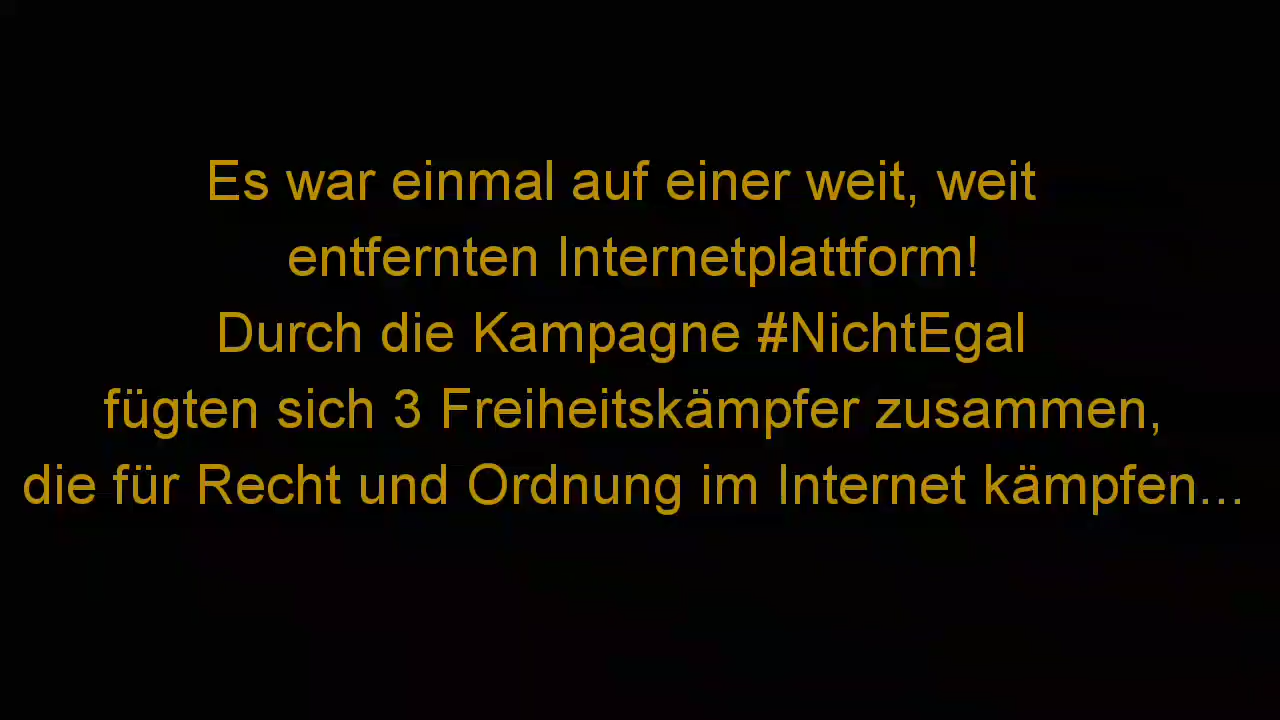 Es war einmal auf einer weit, weit
entfernten Internetplattform!
Durch die Kampagne #NichtEgal
fügten sich 3 Freiheitskämpfer zusammen,
die für Recht und Ordnung im Internet kämpfen...